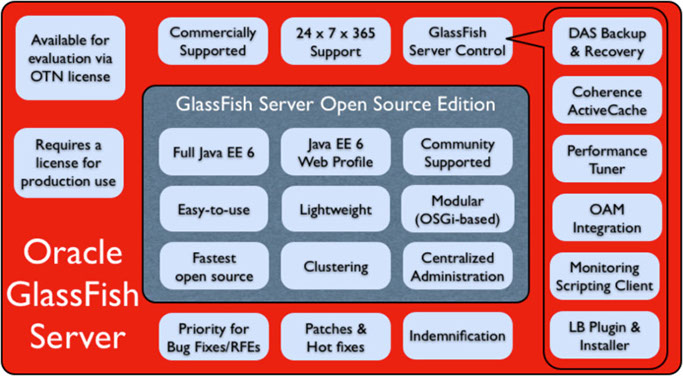 Available for
evaluation via
OTN license
Commercially
Supported
24 x 7 x 365
Support
GlassFish
Server Control
DAS Backup
& Recovery
GlassFish Server Open Source Edition
Coherence
ActiveCache
Requires a
license for
production use
Full Java EE 6
Java EE 6
Web Profile
Community
Supported
Performance
Tuner
Easy-to-use
Lightweight
Modular
(OSGi-based)
OAM
Integration
Oracle
GlassFish
Server
Fastest
open source
Clustering
Centralized
Administration
Monitoring
Scripting Client
Priority for
Bug Fixes/RFEs
Patches &
Hot fixes
Indemnification
LB Plugin &
Installer